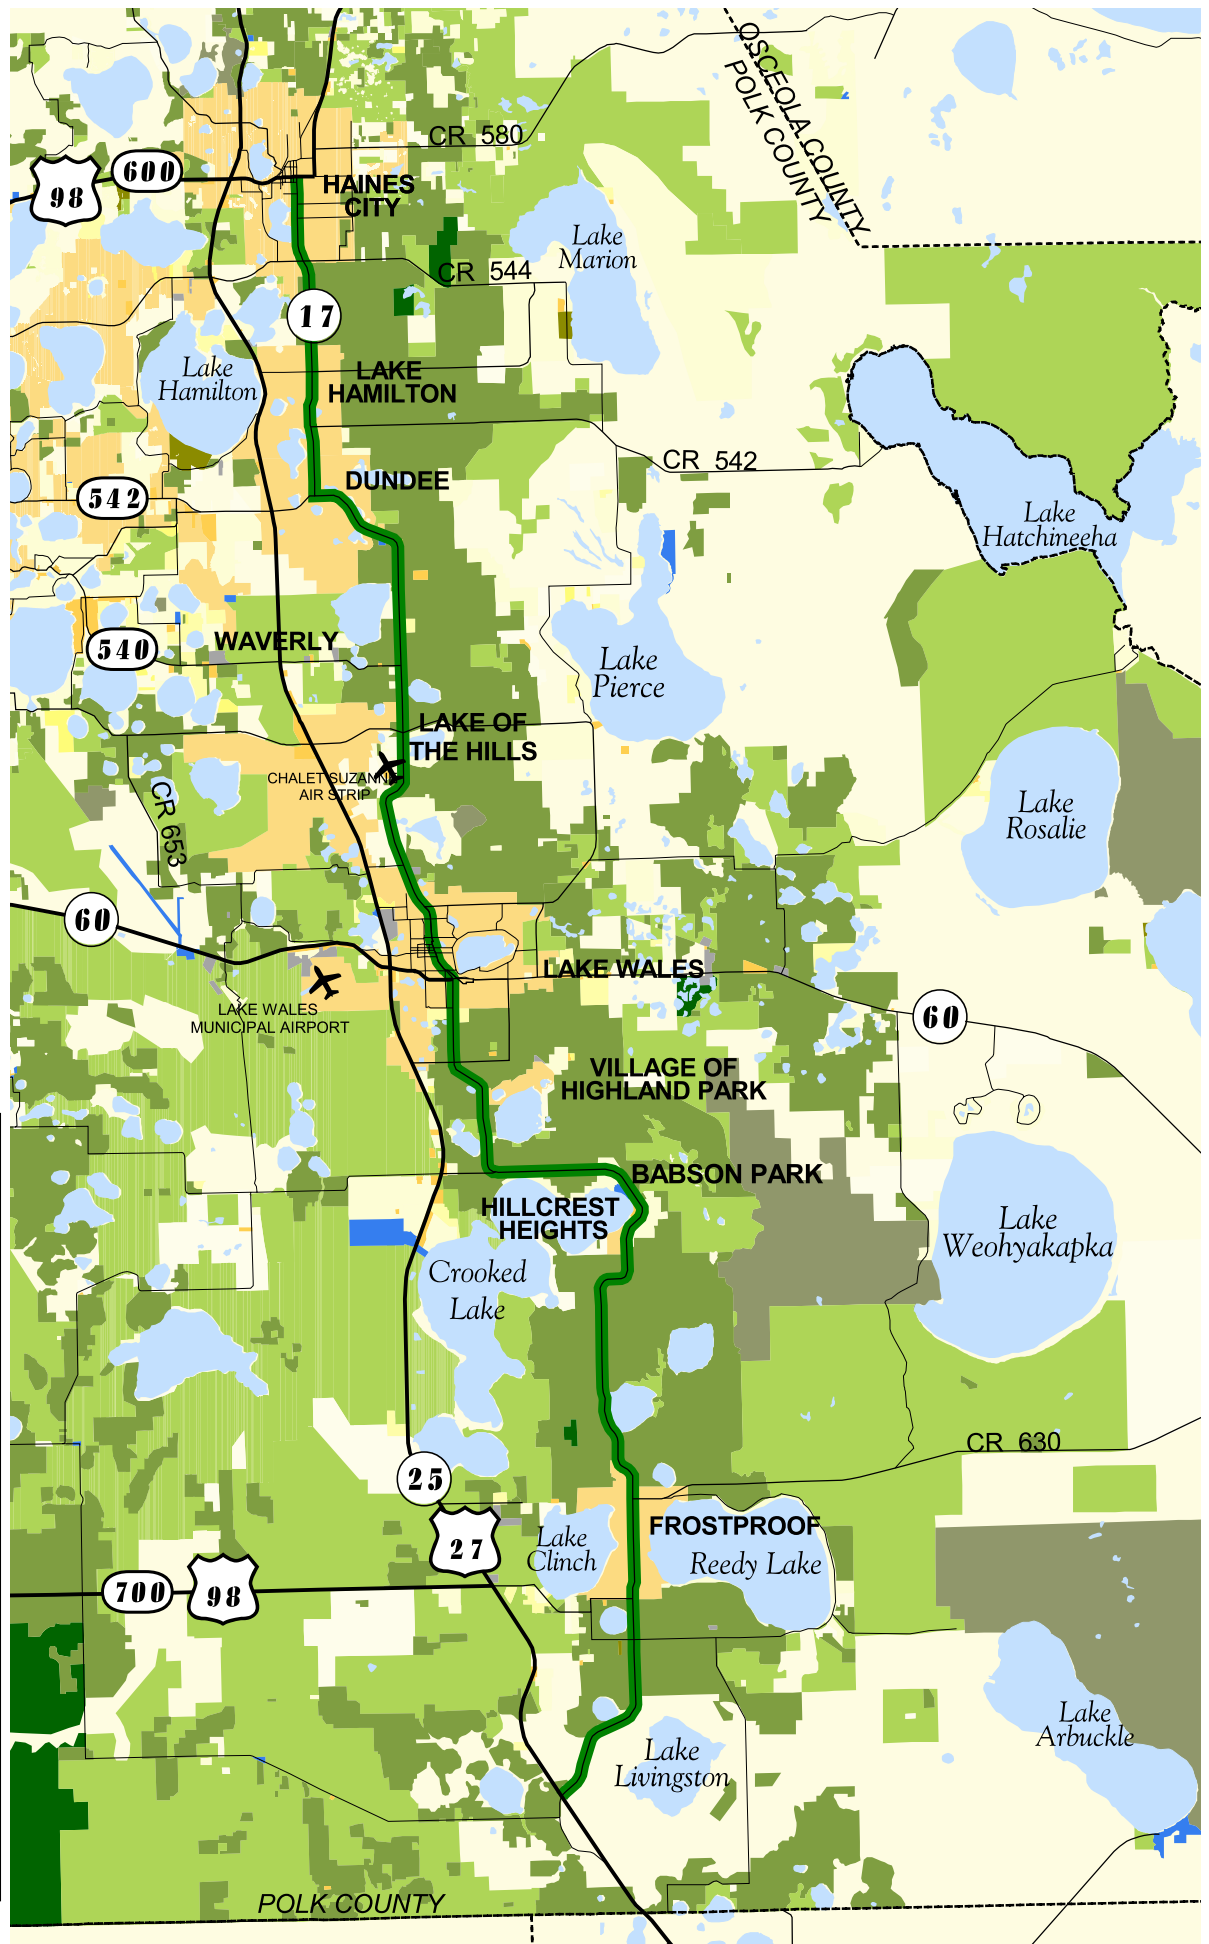 OSCEOLA COUNTY
POLK COUNTY
CR 580
600
98
HAINES
CITY
Lake
Marion
CR 544
17
Lake
Hamilton
LAKE
HAMILTON
CR 542
DUNDEE
542
Lake
Hatchineeha
540
WAVERLY
Lake
Pierce
LAKE OF
THE HILLS
CHALET SUZANNE
AIR STRIP
CR 653
Lake
Rosalie
60
LAKE WALES
LAKE WALES
MUNICIPAL AIRPORT
60
VILLAGE OF
HIGHLAND PARK
BABSON PARK
HILLCREST
HEIGHTS
Lake
Weohyakapka
Crooked
Lake
CR 630
25
FROSTPROOF
27
Lake
Clinch
Reedy Lake
700
98
Lake
Arbuckle
Lake
Livingston
POLK COUNTY